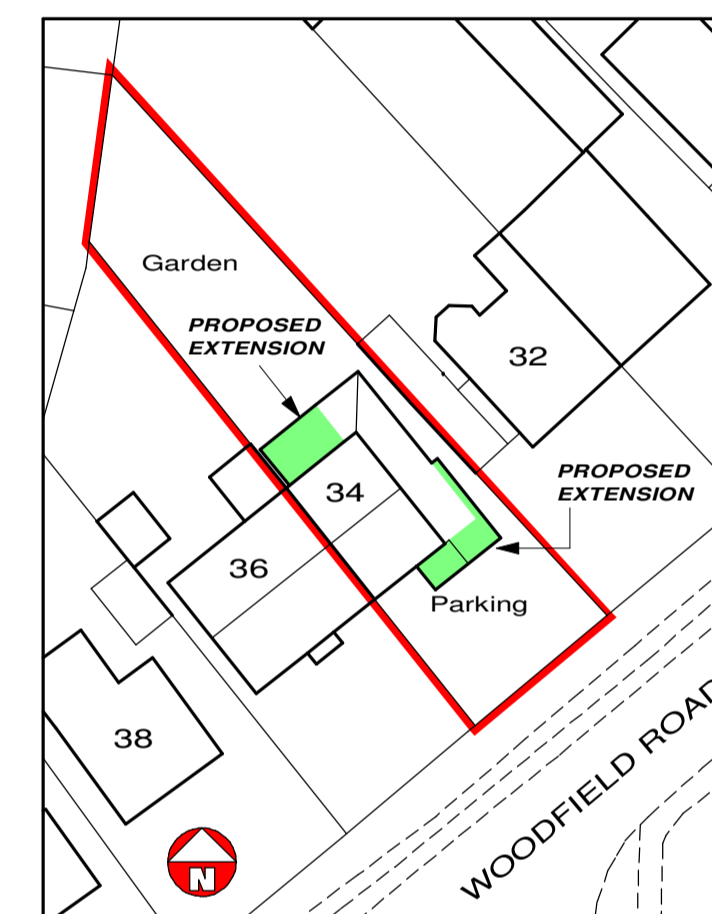 Garden
PROPOSED
EXTENSION
32
34
PROPOSED
EXTENSION
36
Parking
38
WOODFIELD ROAD
N